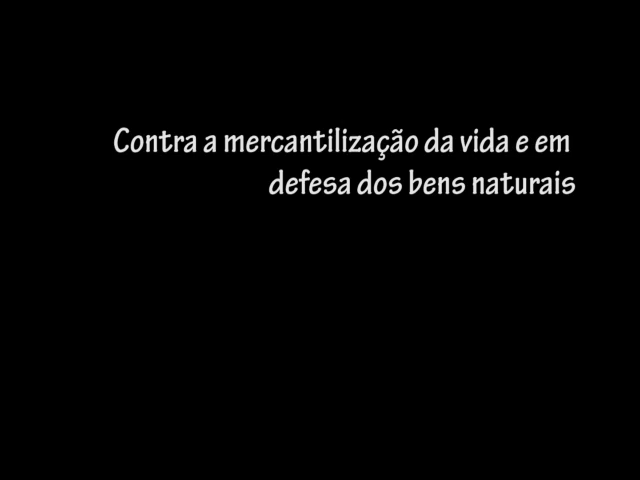 Contra a mercantilização da vida e em
defesa dos bens naturais